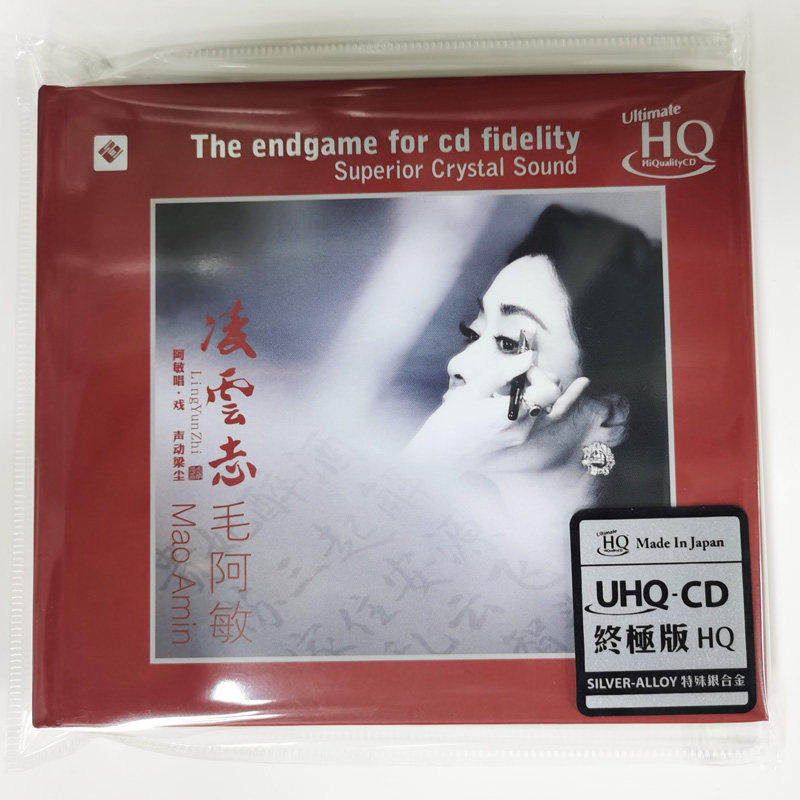 The endgame for cd fidelity
Superior Crystal Sound
Ultimate
HQ
HiQualityCD
凌雲志
LingYunZhi
阿敏唱·戏 声动梁尘
毛阿敏
Mao Amin
Ultimate
HQ
HiQualityCD
Made In Japan
UHQ-CD
終極版 HQ
SILVER-ALLOY 特殊銀合金